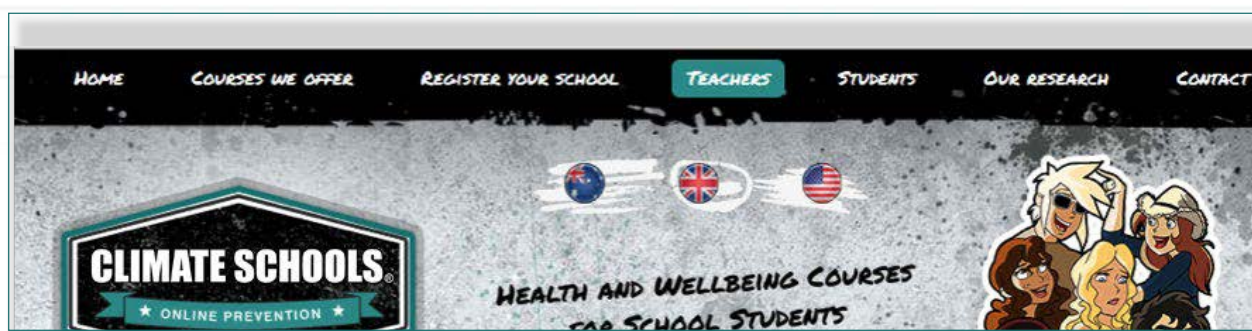 HOME COURSES WE OFFER REGISTER YOUR SCHOOL TEACHERS STUDENTS OUR RESEARCH CONTACT
CLIMATE SCHOOLS®
★ ONLINE PREVENTION ★
HEALTH AND WELLBEING COURSES
FOR SCHOOL STUDENTS